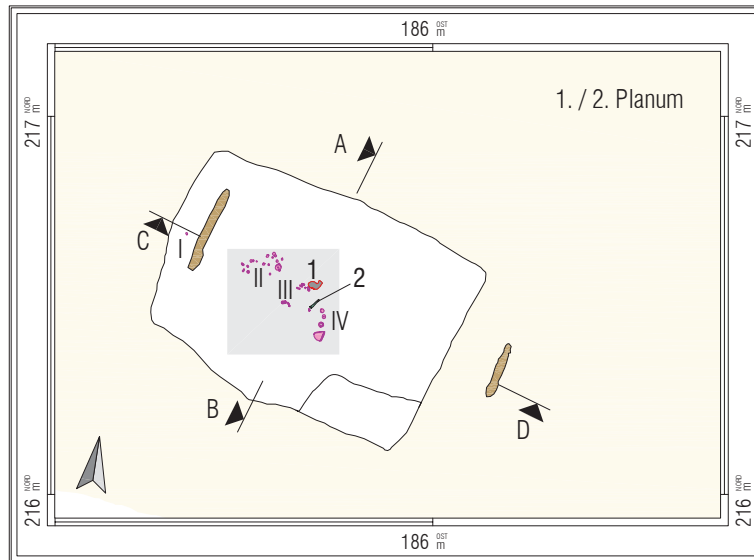 186 OST m
217 m NORD
217 m NORD
1. / 2. Planum
A
C
I
II
1
2
III
IV
B
D
216 m NORD
216 m NORD
186 OST m